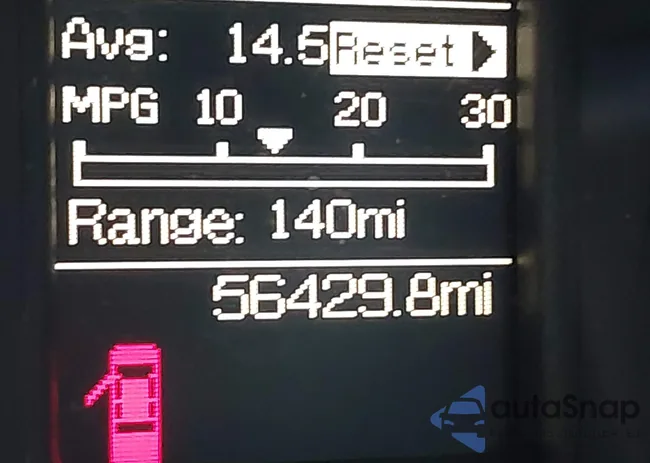 Avg: 14.5 Reset
MPG 10 20 30
Range: 140mi
56429.8mi
autoSnap